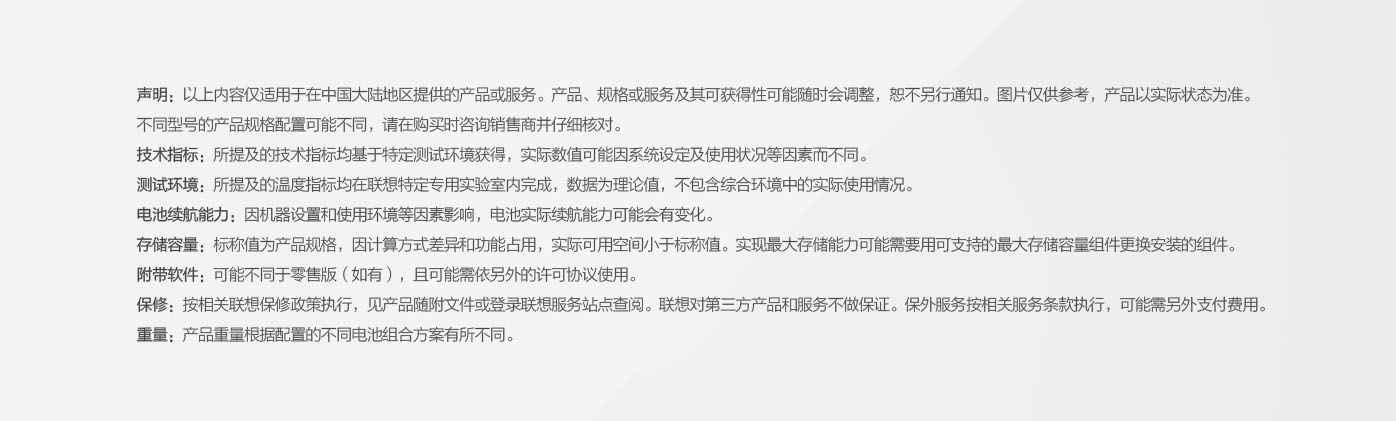 声明：以上内容仅适用于在中国大陆地区提供的产品或服务。产品、规格或服务及其可获得性可能随时会调整，恕不另行通知。图片仅供参考，产品以实际状态为准。
不同型号的产品规格配置可能不同，请在购买时咨询销售商并仔细核对。
技术指标：所提及的技术指标均基于特定测试环境获得，实际数值可能因系统设定及使用状况等因素而不同。
测试环境：所提及的温度指标均在联想特定专用实验室内完成，数据为理论值，不包含综合环境中的实际使用情况。
电池续航能力：因机器设置和使用环境等因素影响，电池实际续航能力可能会有变化。
存储容量：标称值为产品规格，因计算方式差异和功能占用，实际可用空间小于标称值。实现最大存储能力可能需要用可支持的最大存储容量组件更换安装的组件。
附带软件：可能不同于零售版（如有），且可能需依另外的许可协议使用。
保修：按相关联想保修政策执行，见产品随附文件或登录联想服务站点查阅。联想对第三方产品和服务不做保证。保外服务按相关服务条款执行，可能需另外支付费用。
重量：产品重量根据配置的不同电池组合方案有所不同。